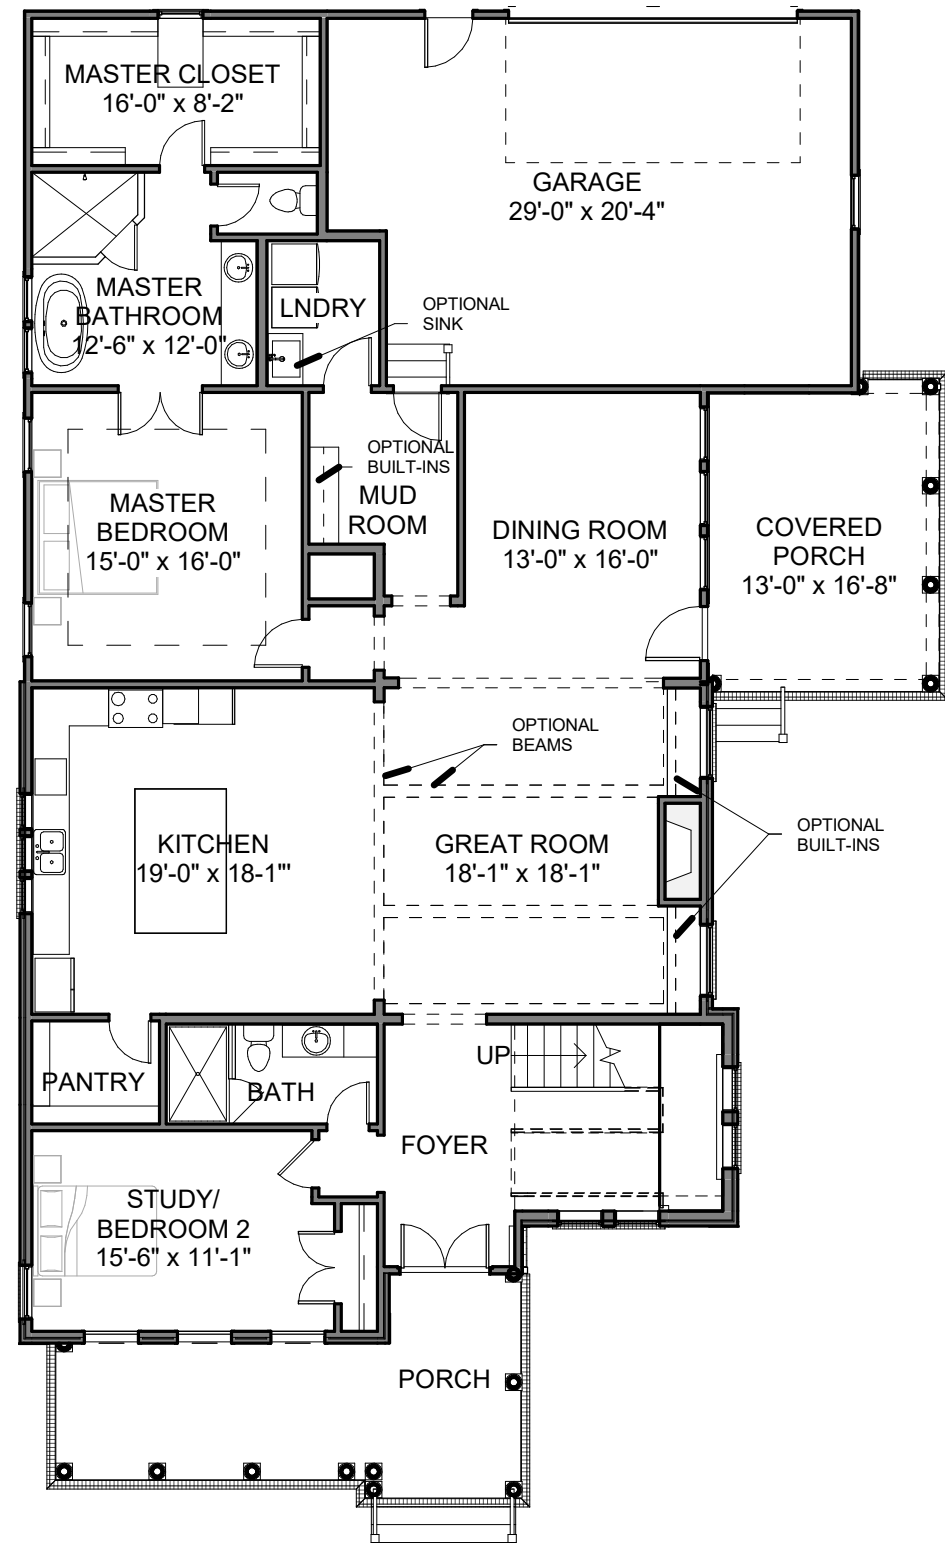 MASTER CLOSET
16'-0" x 8'-2"
GARAGE
29'-0" x 20'-4"
MASTER
BATHROOM
12'-6" x 12'-0"
LNDRY
OPTIONAL
SINK
OPTIONAL
BUILT-INS
MUD
ROOM
MASTER
BEDROOM
15'-0" x 16'-0"
DINING ROOM
13'-0" x 16'-0"
COVERED
PORCH
13'-0" x 16'-8"
OPTIONAL
BEAMS
KITCHEN
19'-0" x 18-1"'
GREAT ROOM
18'-1" x 18'-1"
OPTIONAL
BUILT-INS
UP
PANTRY
BATH
FOYER
STUDY/
BEDROOM 2
15'-6" x 11'-1"
PORCH